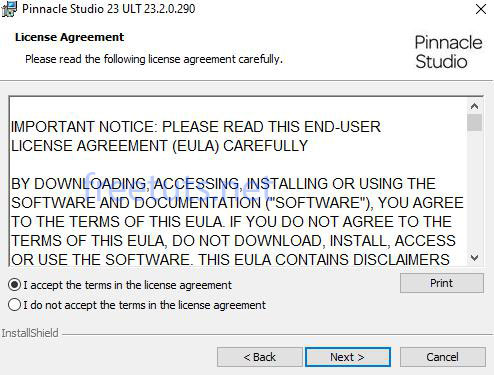 Pinnacle Studio 23 ULT 23.2.0.290
License Agreement
Please read the following license agreement carefully.
Pinnacle
Studio
IMPORTANT NOTICE: PLEASE READ THIS END-USER
LICENSE AGREEMENT (EULA) CAREFULLY
BY DOWNLOADING, ACCESSING, INSTALLING OR USING THE
SOFTWARE AND DOCUMENTATION ("SOFTWARE"), YOU AGREE
TO THE TERMS OF THIS EULA. IF YOU DO NOT AGREE TO THE
TERMS OF THIS EULA, DO NOT DOWNLOAD, INSTALL, ACCESS
OR USE THE SOFTWARE. THIS EULA CONTAINS DISCLAIMERS
freetuts.net
I accept the terms in the license agreement
Print
I do not accept the terms in the license agreement
InstallShield
< Back
Next >
Cancel